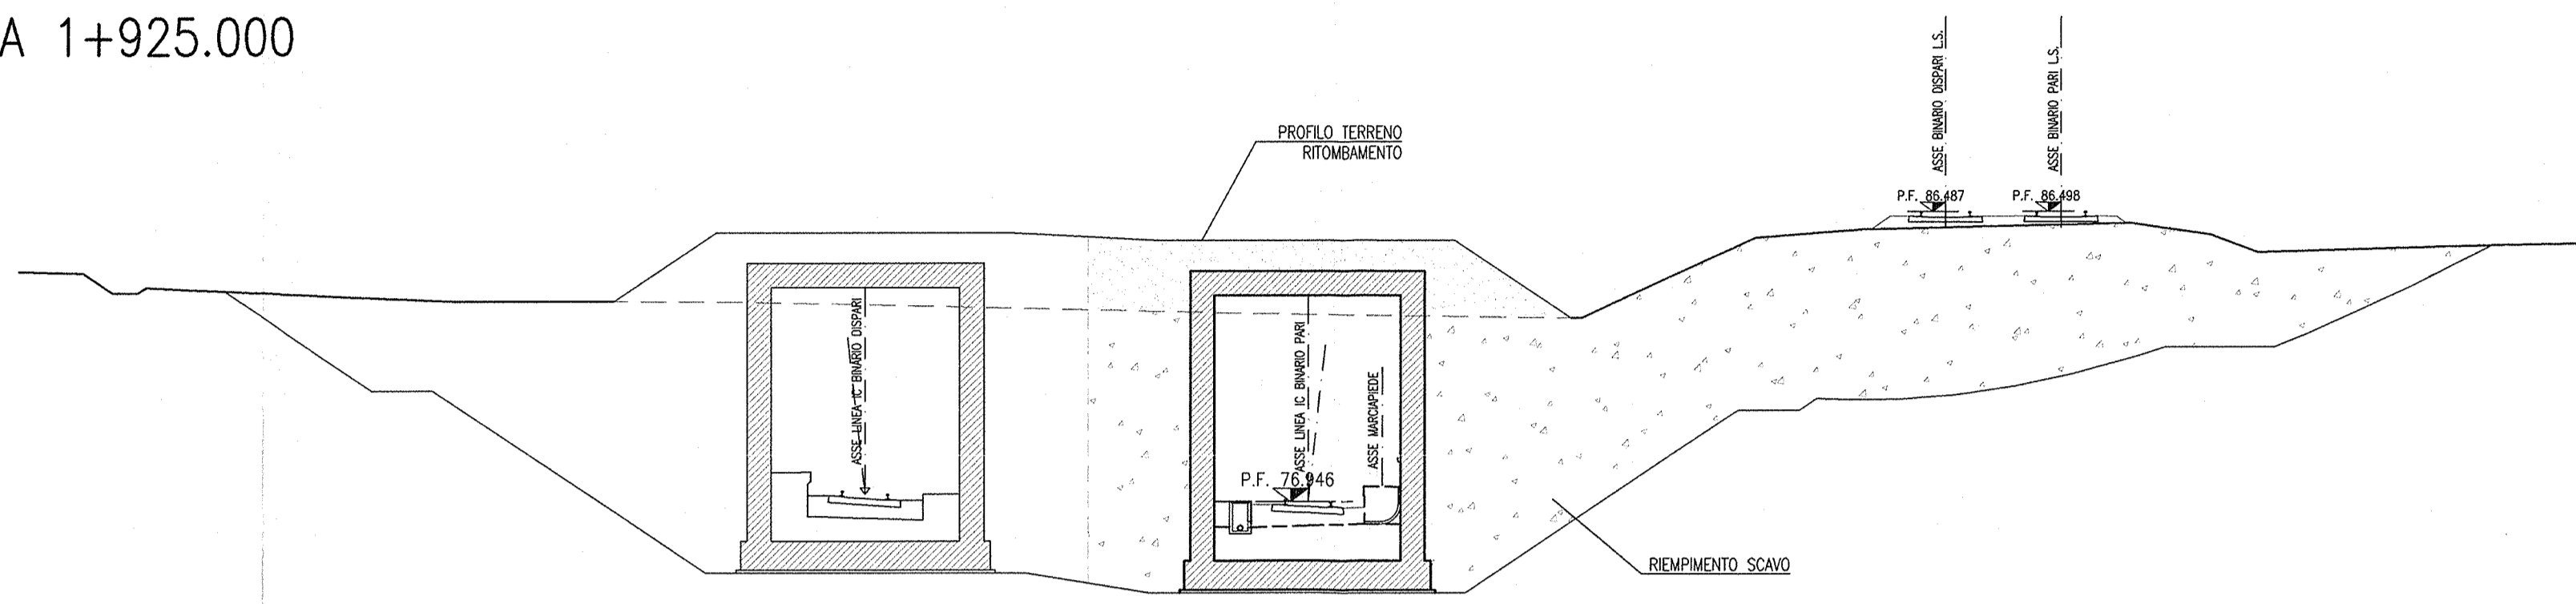 A 1+925.000
PROFILO TERRENO
RITOMBAMENTO
ASSE BINARIO DISPARI L.S.
ASSE BINARIO PARI L.S.
P.F. 86.487
P.F. 86.498
ASSE LINEA IC BINARIO DISPARI
ASSE LINEA IC BINARIO PARI
ASSE MARCIAPIEDE
P.F. 76.946
RIEMPIMENTO SCAVO